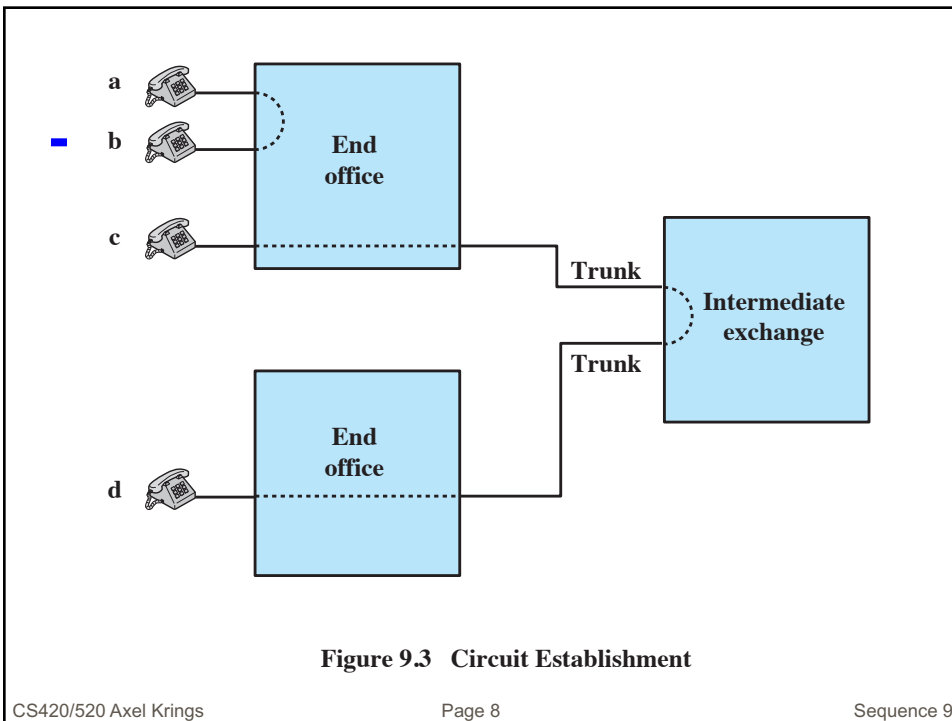 a
b
End
office
c
Trunk
Intermediate
exchange
Trunk
End
office
d
Figure 9.3 Circuit Establishment
CS420/520 Axel Krings Page 8 Sequence 9